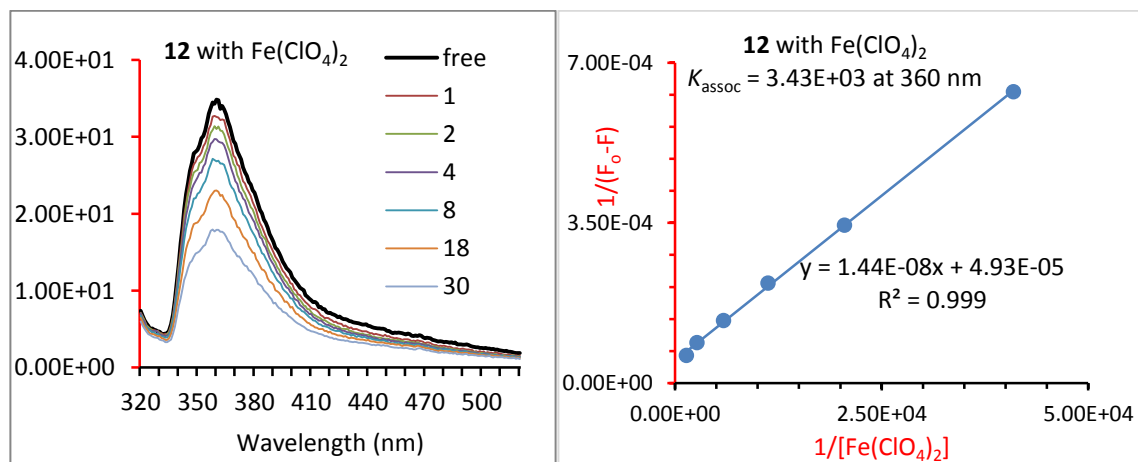 12 with Fe(ClO4)2
4.00E+01
3.00E+01
2.00E+01
1.00E+01
0.00E+00
free
1
2
4
8
18
30
320 350 380 410 440 470 500
Wavelength (nm)
12 with Fe(ClO4)2
Kassoc = 3.43E+03 at 360 nm
7.00E-04
3.50E-04
0.00E+00
1/(Fo-F)
y = 1.44E-08x + 4.93E-05
R² = 0.999
0.00E+00 2.50E+04 5.00E+04
1/[Fe(ClO4)2]